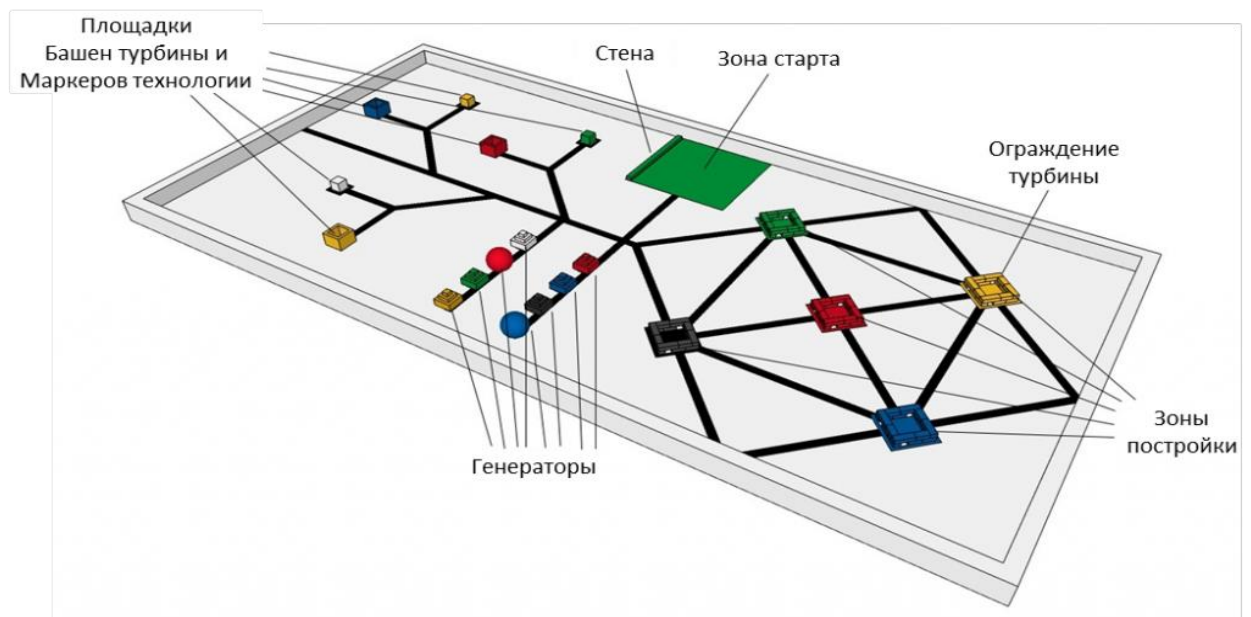 Площадки
Башен турбины и
Маркеров технологии
Стена
Зона старта
Ограждение
турбины
Зоны
постройки
Генераторы